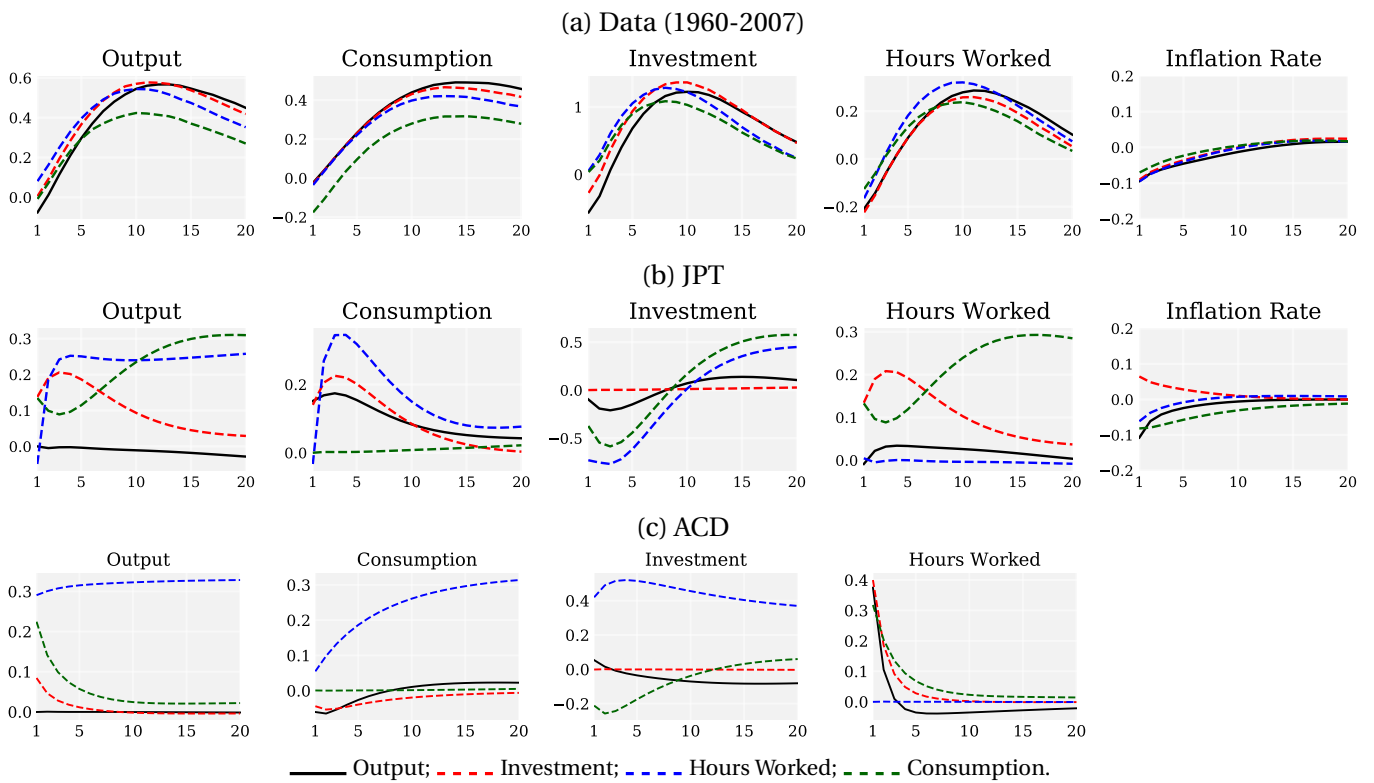 (a) Data (1960-2007)
Output Consumption Investment Hours Worked Inflation Rate
0.6 0.4 0.2 0.0
0.4 0.2 0.0 −0.2
1 0
0.2 0.0 −0.2
0.2 0.1 0.0 −0.1 −0.2
1 5 10 15 20 1 5 10 15 20 1 5 10 15 20 1 5 10 15 20 1 5 10 15 20
(b) JPT
Output Consumption Investment Hours Worked Inflation Rate
0.3 0.2 0.1 0.0
0.2 0.0
0.5 0.0 −0.5
0.3 0.2 0.1 0.0
0.2 0.1 0.0 −0.1 −0.2
1 5 10 15 20 1 5 10 15 20 1 5 10 15 20 1 5 10 15 20 1 5 10 15 20
(c) ACD
Output Consumption Investment Hours Worked
0.3 0.2 0.1 0.0
0.3 0.2 0.1 0.0
0.4 0.2 0.0 −0.2
0.4 0.3 0.2 0.1 0.0
1 5 10 15 20 1 5 10 15 20 1 5 10 15 20 1 5 10 15 20
Output; Investment; Hours Worked; Consumption.